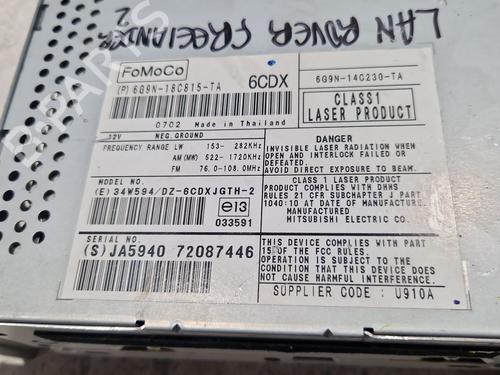 LAN ROVER FREELANDER 2
B-PARTS
FoMoCo
(P) 6G9N-18C815-TA
6CDX
6G9N-14C230-TA
0702 Made in Thailand
CLASS1
LASER PRODUCT
12V NEG.GROUND
FREQUENCY RANGE LW 153- 282KHz
AM(MW) 522-1720KHz
FM 76.0-108.0MHz
DANGER
INVISIBLE LASER RADIATION WHEN
OPEN AND INTERLOCK FAILED OR
DEFEATED.
AVOID DIRECT EXPOSURE TO BEAM.
MODEL NO.
(E) 34W594/DZ-6CDXJGTH-2
e13
033591
CLASS 1 LASER PRODUCT
THIS PRODUCT COMPLIES WITH DHHS
RULES 21 CFR SUBCHAPTER J PART
1040:10 AT DATE OF MANUFACTURE.
MANUFACTURED
MITSUBISHI ELECTRIC CO.
SERIAL NO.
(S)JA5940 72087446
THIS DEVICE COMPLIES WITH PART
15 OF THE FCC RULES.
OPERATION IS SUBJECT TO THE
CONDITION THAT THIS DEVICE DOES
NOT CAUSE HARMFUL INTERFERENCE.
SUPPLIER CODE : U910A